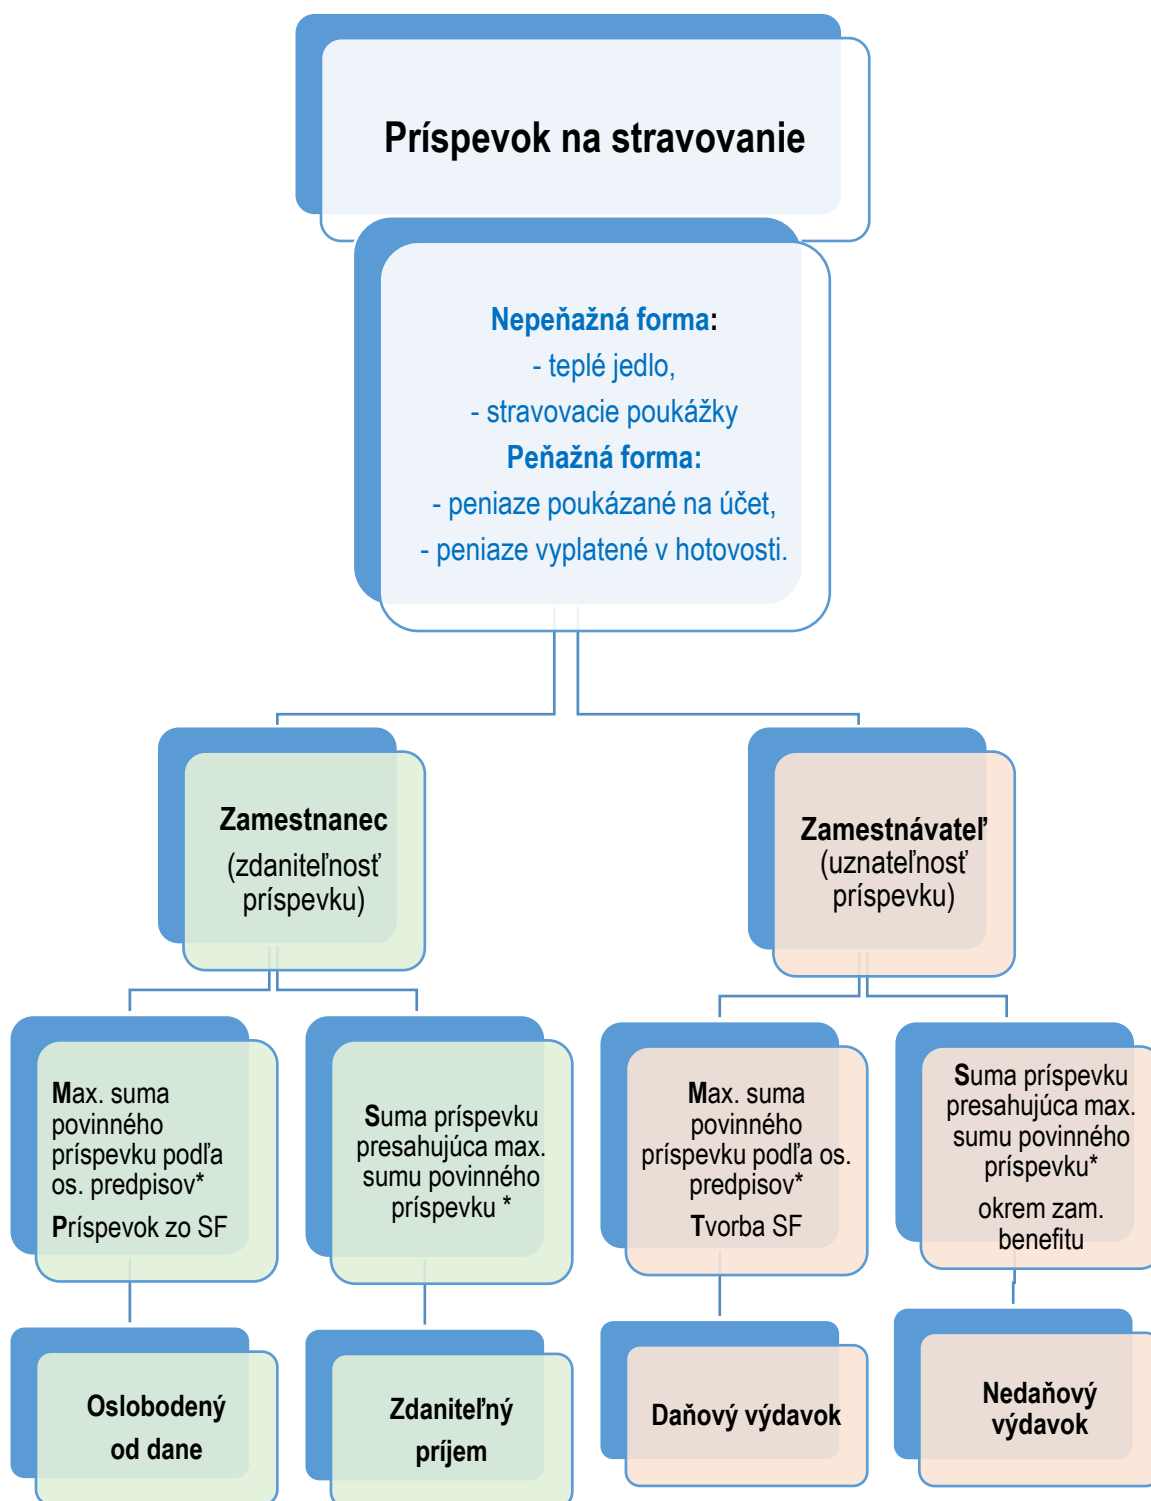 Príspevok na stravovanie
Nepeňažná forma:
- teplé jedlo,
- stravovacie poukážky
Peňažná forma:
- peniaze poukázané na účet,
- peniaze vyplatené v hotovosti.
Zamestnanec
(zdaniteľnosť
príspevku)
Zamestnávateľ
(uznateľnosť
príspevku)
Max. suma
povinného
príspevku podľa
os. predpisov*
Príspevok zo SF
Suma príspevku
presahujúca max.
sumu povinného
príspevku *
Max. suma
povinného
príspevku podľa os.
predpisov*
Tvorba SF
Suma príspevku
presahujúca max.
sumu povinného
príspevku*
okrem zam.
benefitu
Oslobodený
od dane
Zdaniteľný
príjem
Daňový výdavok
Nedaňový
výdavok